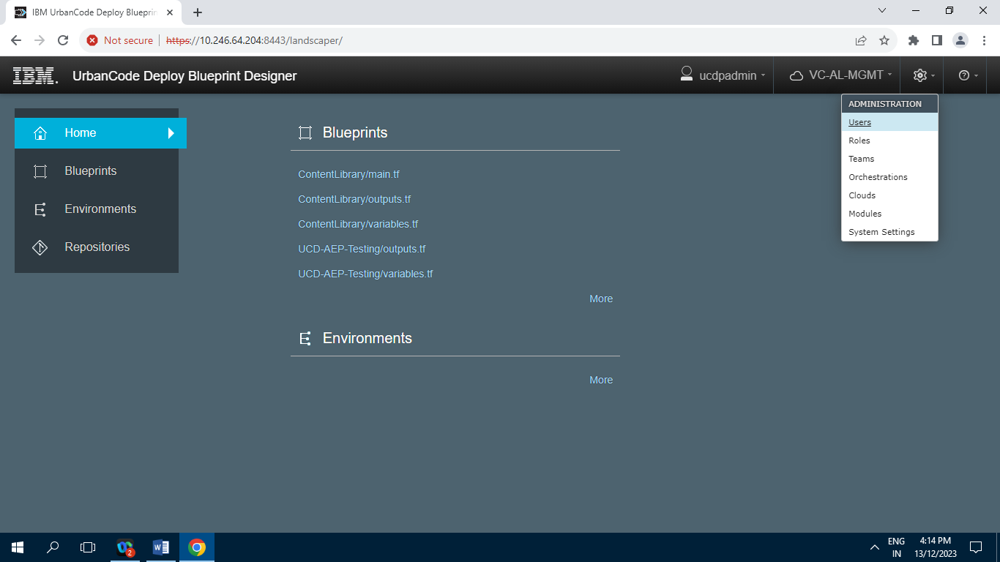 IBM UrbanCode Deploy Blueprin
Not secure https://10.246.64.204:8443/landscaper/
IBM. UrbanCode Deploy Blueprint Designer
ucdpadmin
VC-AL-MGMT
ADMINISTRATION
Users
Roles
Teams
Orchestrations
Clouds
Modules
System Settings
Home
Blueprints
Environments
Repositories
Blueprints
ContentLibrary/main.tf
ContentLibrary/outputs.tf
ContentLibrary/variables.tf
UCD-AEP-Testing/outputs.tf
UCD-AEP-Testing/variables.tf
More
Environments
More
2
W
ENG
IN
4:14 PM
13/12/2023